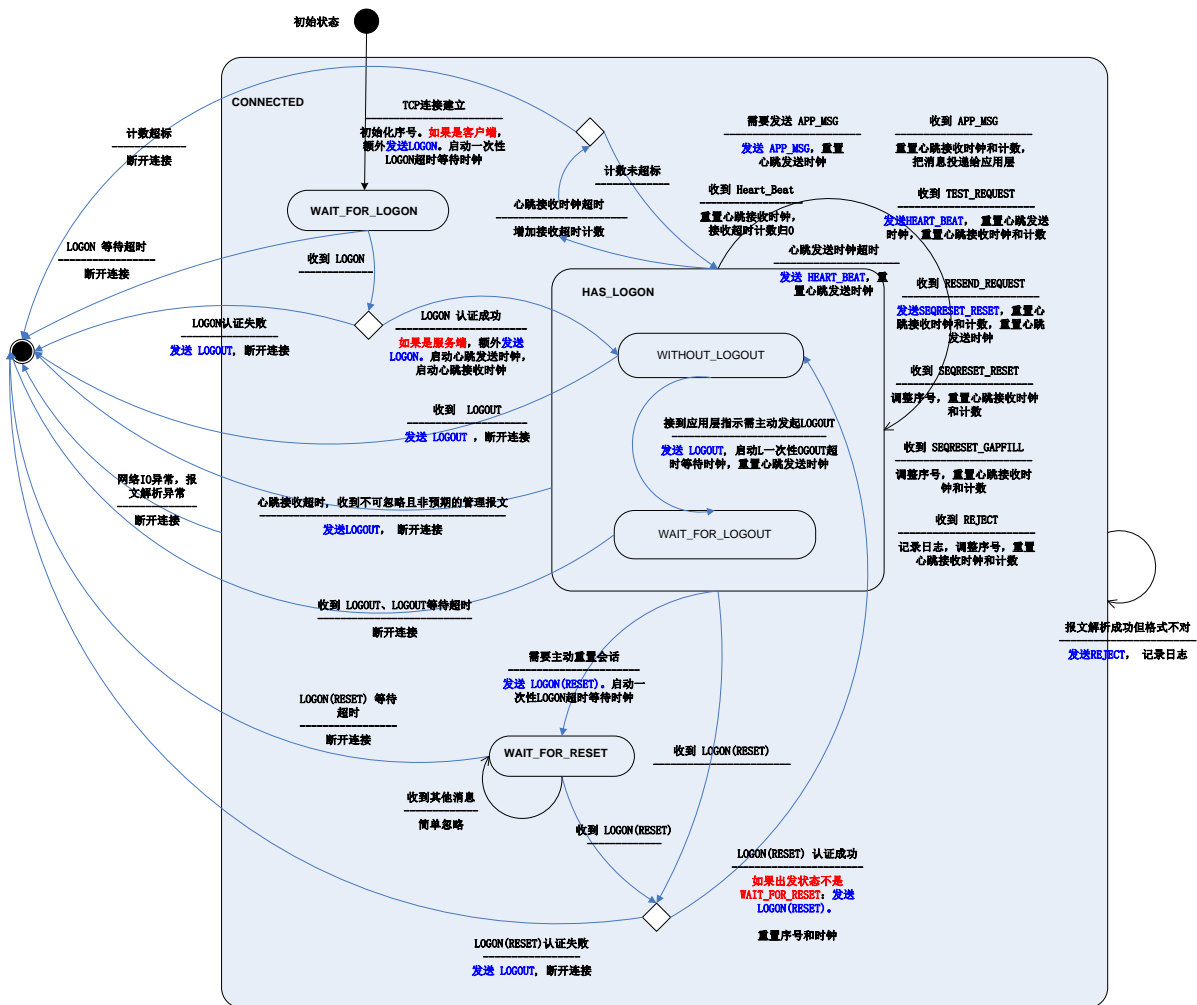 初始状态
CONNECTED
TCP连接建立
初始化序号。如果是客户端,
额外发送LOGON。启动一次性
LOGON超时等待时钟
计数超标
断开连接
需要发送 APP_MSG
发送 APP_MSG, 重置
心跳发送时钟
收到 APP_MSG
重置心跳接收时钟和计数,
把消息投递给应用层
计数未超标
WAIT_FOR_LOGON
心跳接收时钟超时
增加接收超时计数
收到 Heart_Beat
重置心跳接收时钟,
接收超时计数归0
收到 TEST_REQUEST
发送HEART_BEAT, 重置心跳发送
时钟, 重置心跳接收时钟和计数
LOGON 等待超时
断开连接
收到 LOGON
心跳发送时钟超时
发送 HEART_BEAT, 重
置心跳发送时钟
HAS_LOGON
收到 RESEND_REQUEST
发送SEQRESET_RESET, 重置心
跳接收时钟和计数, 重置心跳
发送时钟
LOGON认证失败
发送 LOGOUT, 断开连接
LOGON 认证成功
如果是服务端, 额外发送
LOGON。启动心跳发送时钟,
启动心跳接收时钟
WITHOUT_LOGOUT
收到 SEQRESET_RESET
调整序号, 重置心跳接收时钟
和计数
收到 LOGOUT
发送 LOGOUT , 断开连接
接到应用层指示需主动发起LOGOUT
发送 LOGOUT, 启动L一次性OGOUT超
时等待时钟, 重置心跳发送时钟
收到 SEQRESET_GAPFILL
调整序号, 重置心跳接收时
钟和计数
网络IO异常, 报
文解析异常
断开连接
心跳接收超时, 收到不可忽略且非预期的管理报文
发送LOGOUT, 断开连接
WAIT_FOR_LOGOUT
收到 REJECT
记录日志, 调整序号, 重置
心跳接收时钟和计数
收到 LOGOUT、LOGOUT等待超时
断开连接
报文解析成功但格式不对
发送REJECT, 记录日志
需要主动重置会话
发送 LOGON(RESET)。启动一
次性LOGON超时等待时钟
LOGON(RESET) 等待
超时
断开连接
WAIT_FOR_RESET
收到 LOGON(RESET)
收到其他消息
简单忽略
收到 LOGON(RESET)
LOGON(RESET) 认证成功
如果出发状态不是
WAIT_FOR_RESET: 发送
LOGON(RESET)。
重置序号和时钟
LOGON(RESET)认证失败
发送 LOGOUT, 断开连接